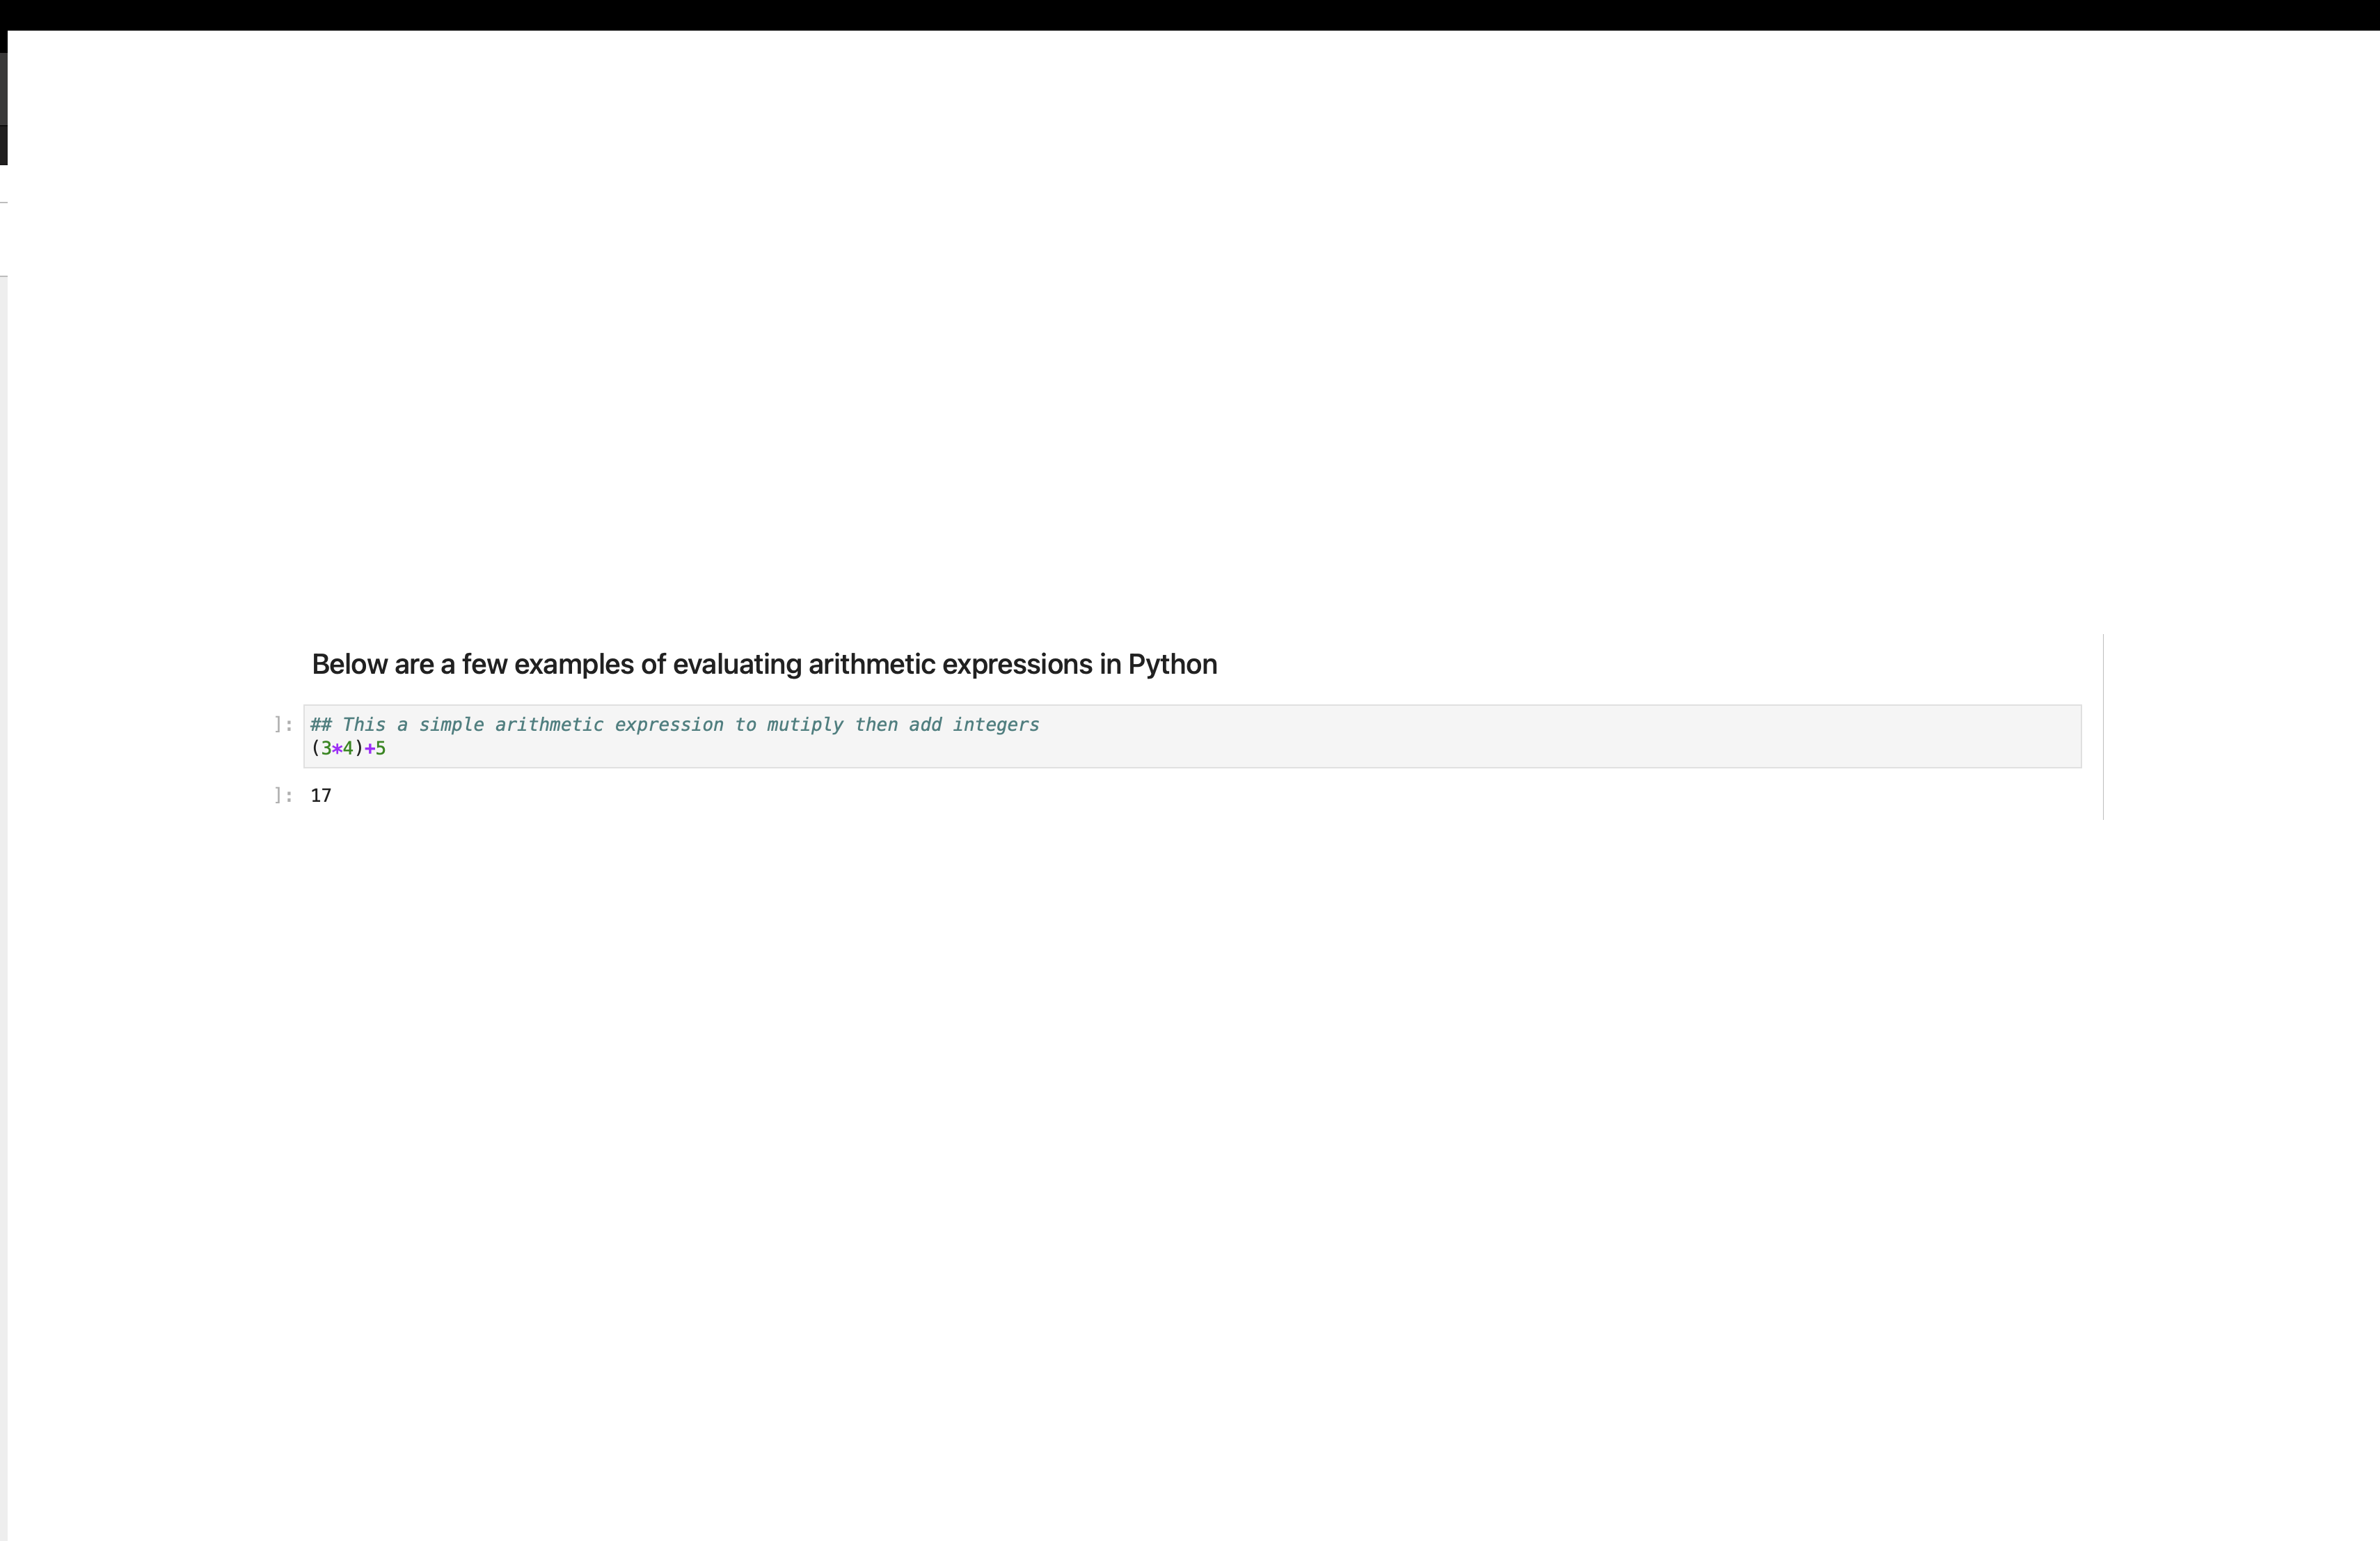 Below are a few examples of evaluating arithmetic expressions in Python
]: ## This a simple arithmetic expression to mutiply then add integers
(3*4)+5
]: 17